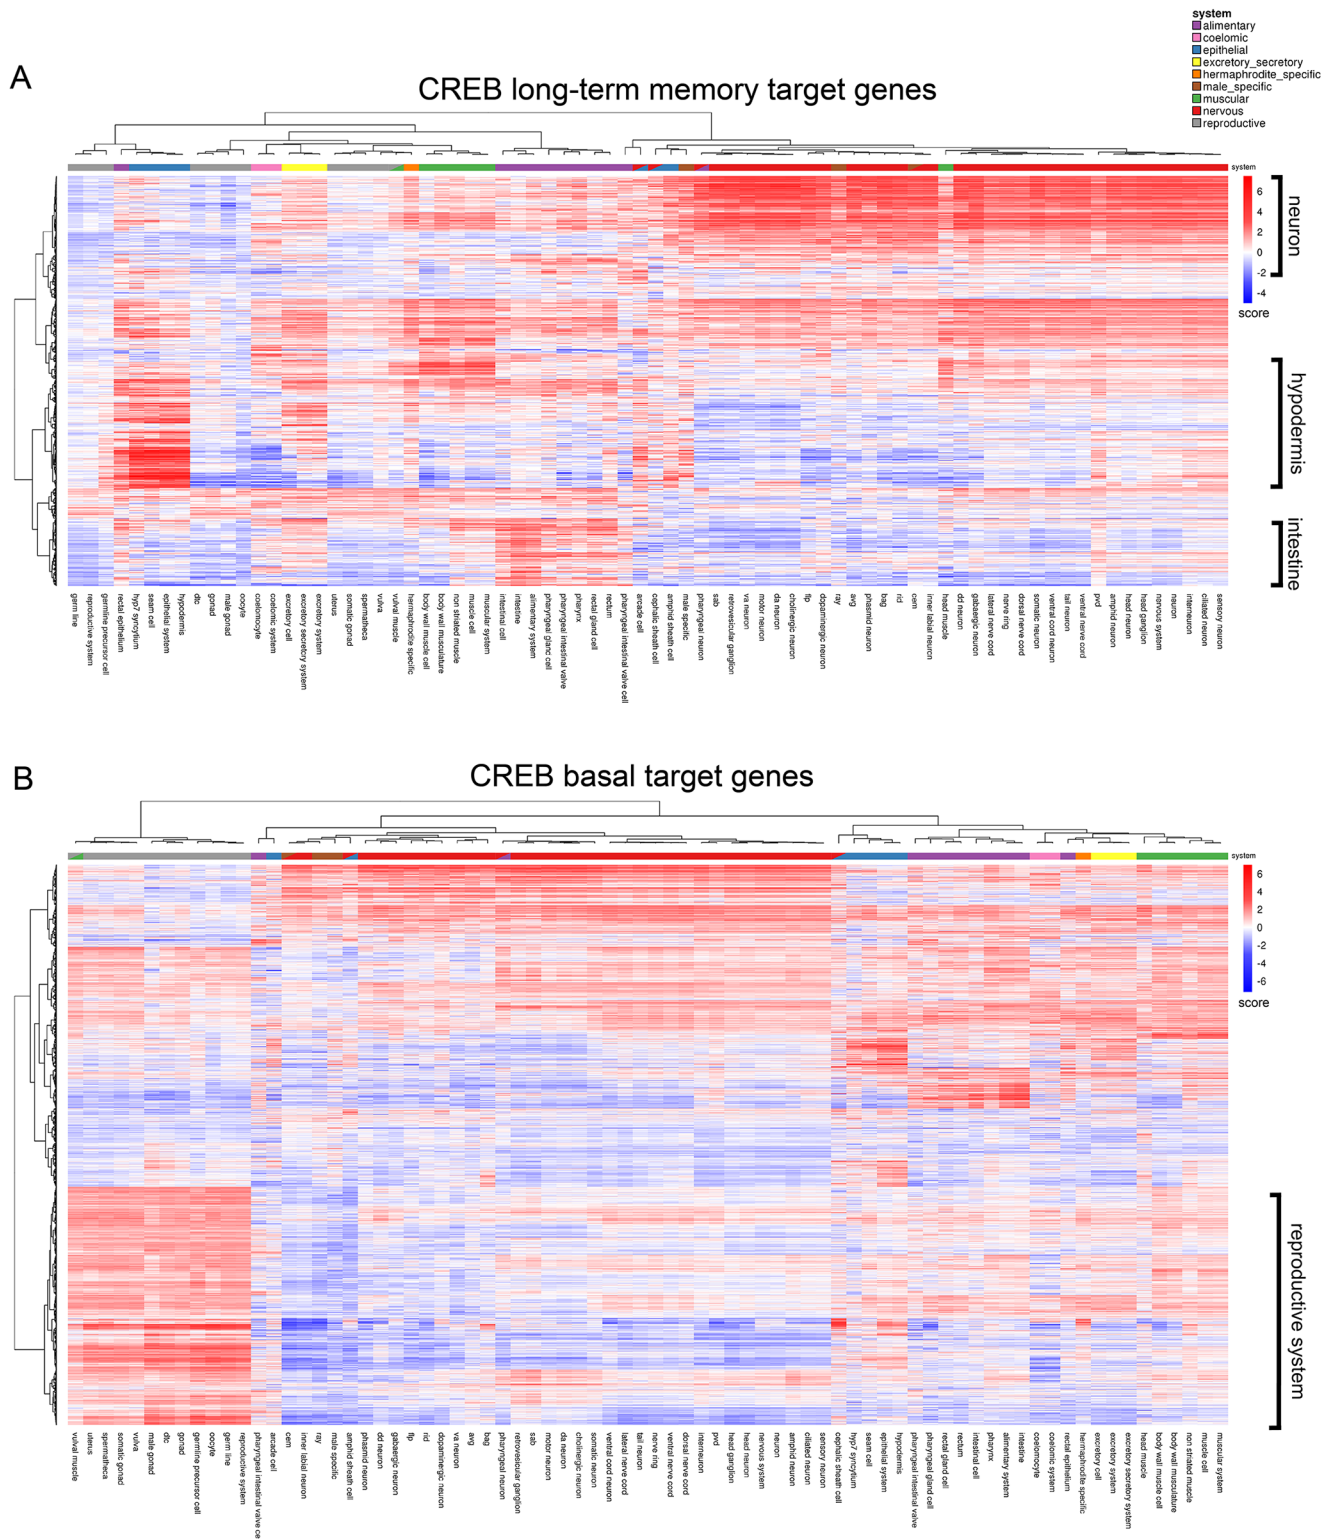 system
alimentary
coelomic
epithelial
excretory_secretory
hermaphrodite_specific
male_specific
muscular
nervous
reproductive
A
CREB long-term memory target genes
system
6
4
2
0
-2
-4
score
neuron
hypodermis
intestine
germ line
reproductive system
germline precursor cell
rectal epithelium
hyp7 syncytium
seam cell
epithelial system
hypodermis
dtc
gonad
male gonad
oocyte
coelomocyte
coelomic system
excretory cell
excretory secretory system
excretory system
uterus
somatic gonad
spermatheca
vulva
vulval muscle
hermaphrodite specific
body wall muscle cell
body wall musculature
non striated muscle
muscle cell
muscular system
intestinal cell
intestine
alimentary system
pharyngeal gland cell
pharyngeal intestinal valve
pharynx
rectal gland cell
rectum
pharyngeal intestinal valve cell
arcade cell
cephalic sheath cell
amphid sheath cell
male specific
pharyngeal neuron
sab
retrovesicular ganglion
va neuron
motor neuron
da neuron
cholinergic neuron
flp
dopaminergic neuron
ray
avg
phasmid neuron
bag
rid
cem
inner labial neuron
head muscle
dd neuron
gabaergic neuron
lateral nerve cord
nerve ring
dorsal nerve cord
somatic neuron
ventral cord neuron
tail neuron
ventral nerve cord
pvd
amphid neuron
head neuron
head ganglion
nervous system
neuron
interneuron
ciliated neuron
sensory neuron
B
CREB basal target genes
system
6
4
2
0
-2
-4
-6
score
reproductive system
vulval muscle
uterus
spermatheca
somatic gonad
vulva
male gonad
dtc
gonad
germline precursor cell
oocyte
germ line
reproductive system
pharyngeal intestinal valve ce
arcade cell
cem
inner labial neuron
ray
male specific
amphid sheath cell
phasmid neuron
dd neuron
gabaergic neuron
flp
rid
dopaminergic neuron
va neuron
avg
bag
pharyngeal neuron
retrovesicular ganglion
sab
motor neuron
da neuron
cholinergic neuron
somatic neuron
ventral cord neuron
lateral nerve cord
tail neuron
nerve ring
ventral nerve cord
dorsal nerve cord
interneuron
pvd
head ganglion
head neuron
nervous system
neuron
amphid neuron
ciliated neuron
sensory neuron
cephalic sheath cell
hyp7 syncytium
seam cell
epithelial system
hypodermis
pharyngeal intestinal valve
pharyngeal gland cell
rectal gland cell
rectum
intestinal cell
pharynx
alimentary system
intestine
coelomocyte
coelomic system
rectal epithelium
hermaphrodite specific
excretory cell
excretory system
excretory secretory system
head muscle
body wall muscle cell
body wall musculature
non striated muscle
muscle cell
muscular system